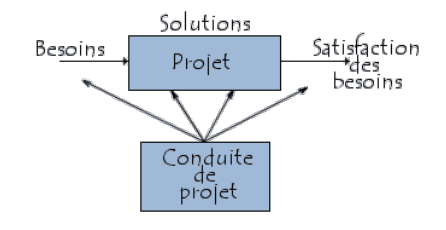 Solutions
Besoins
Projet
Satisfaction
des
besoins
Conduite
de
projet